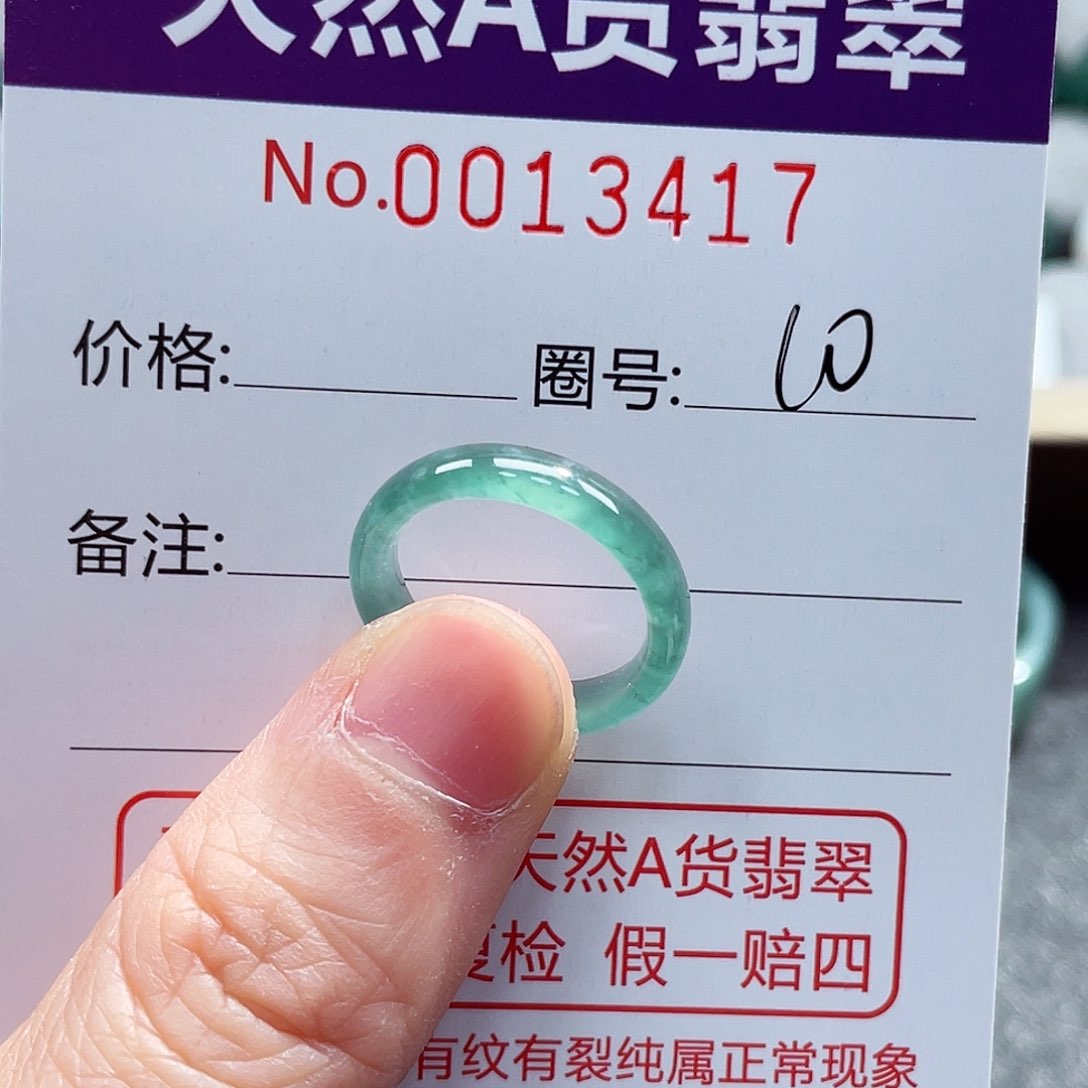 天然A货翡翠
No.0013417
价格: 圈号: 10
备注:
天然A货翡翠
复检 假一赔四
有纹有裂纯属正常现象